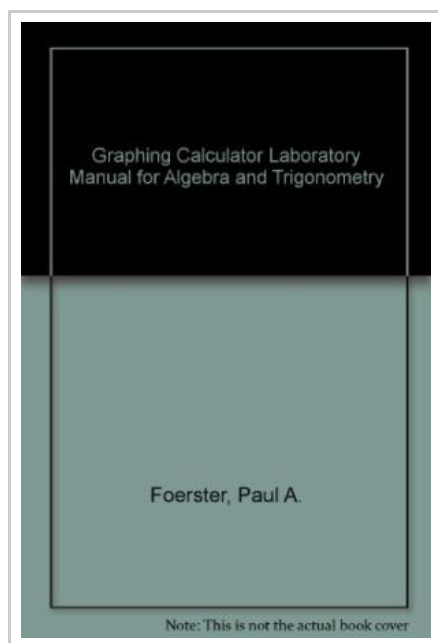 Graphing Calculator Laboratory
Manual for Algebra and Trigonometry
Foerster, Paul A.
Note: This is not the actual book cover